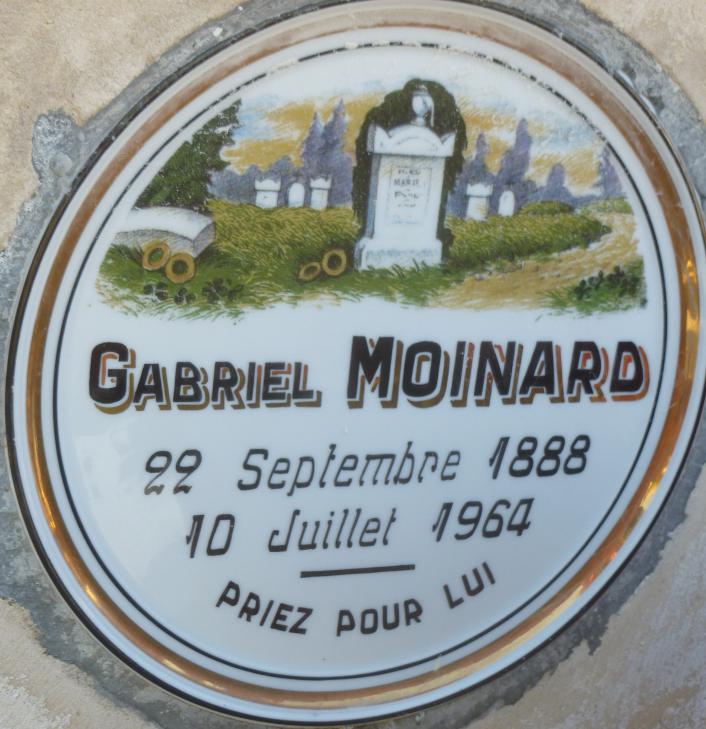 GABRIEL MOINARD
22 Septembre 1888
10 Juillet 1964
PRIEZ POUR LUI